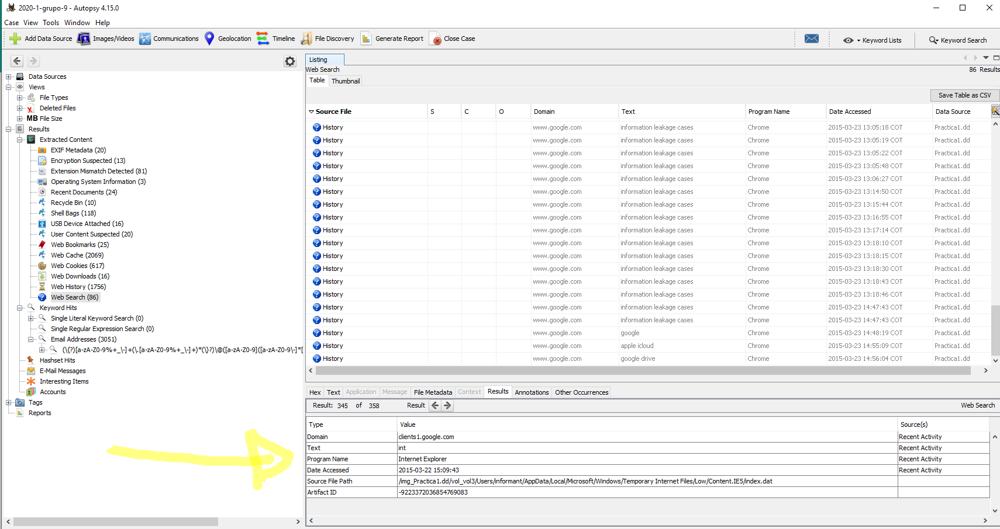 2020-1-grupo-9 - Autopsy 4.15.0
Case View Tools Window Help
Add Data Source Images/Videos Communications Geolocation Timeline File Discovery Generate Report Close Case Keyword Lists Keyword Search
Data Sources
Views
File Types
Deleted Files
MB File Size
Results
Extracted Content
EXIF Metadata (20)
Encryption Suspected (13)
Extension Mismatch Detected (81)
Operating System Information (3)
Recent Documents (24)
Recycle Bin (10)
Shell Bags (118)
USB Device Attached (16)
User Content Suspected (20)
Web Bookmarks (25)
Web Cache (2069)
Web Cookies (617)
Web Downloads (16)
Web History (1756)
Web Search (86)
Keyword Hits
Single Literal Keyword Search (0)
Single Regular Expression Search (0)
Email Addresses (3051)
(\{?)[a-zA-Z0-9%+_\-]+(\.[a-zA-Z0-9%+_\-]+)*(\}?)\@([a-zA-Z0-9]([a-zA-Z0-9\-]*[
Hashset Hits
E-Mail Messages
Interesting Items
Accounts
Tags
Reports
Listing
Web Search 86 Results
Table Thumbnail
Save Table as CSV
Source File S C O Domain Text Program Name Date Accessed Data Source
History www.google.com information leakage cases Chrome 2015-03-23 13:05:18 COT Practica1.dd
History www.google.com information leakage cases Chrome 2015-03-23 13:05:19 COT Practica1.dd
History www.google.com information leakage cases Chrome 2015-03-23 13:05:22 COT Practica1.dd
History www.google.com information leakage cases Chrome 2015-03-23 13:05:48 COT Practica1.dd
History www.google.com information leakage cases Chrome 2015-03-23 13:06:27 COT Practica1.dd
History www.google.com information leakage cases Chrome 2015-03-23 13:14:50 COT Practica1.dd
History www.google.com information leakage cases Chrome 2015-03-23 13:15:44 COT Practica1.dd
History www.google.com information leakage cases Chrome 2015-03-23 13:16:55 COT Practica1.dd
History www.google.com information leakage cases Chrome 2015-03-23 13:17:14 COT Practica1.dd
History www.google.com information leakage cases Chrome 2015-03-23 13:18:10 COT Practica1.dd
History www.google.com information leakage cases Chrome 2015-03-23 13:18:15 COT Practica1.dd
History www.google.com information leakage cases Chrome 2015-03-23 13:18:30 COT Practica1.dd
History www.google.com information leakage cases Chrome 2015-03-23 13:18:43 COT Practica1.dd
History www.google.com information leakage cases Chrome 2015-03-23 13:18:46 COT Practica1.dd
History www.google.com information leakage cases Chrome 2015-03-23 14:47:43 COT Practica1.dd
History www.google.com information leakage cases Chrome 2015-03-23 14:47:43 COT Practica1.dd
History www.google.com google Chrome 2015-03-23 14:48:19 COT Practica1.dd
History www.google.com apple icloud Chrome 2015-03-23 14:55:09 COT Practica1.dd
History www.google.com google drive Chrome 2015-03-23 14:56:04 COT Practica1.dd
Hex Text Application Message File Metadata Context Results Annotations Other Occurrences
Result: 345 of 358 Result Web Search
Type Value Source(s)
Domain clients1.google.com Recent Activity
Text int Recent Activity
Program Name Internet Explorer Recent Activity
Date Accessed 2015-03-22 15:09:43 Recent Activity
Source File Path /img_Practica1.dd/vol_vol3/Users/informant/AppData/Local/Microsoft/Windows/Temporary Internet Files/Low/Content.IE5/index.dat
Artifact ID -9223372036854769083